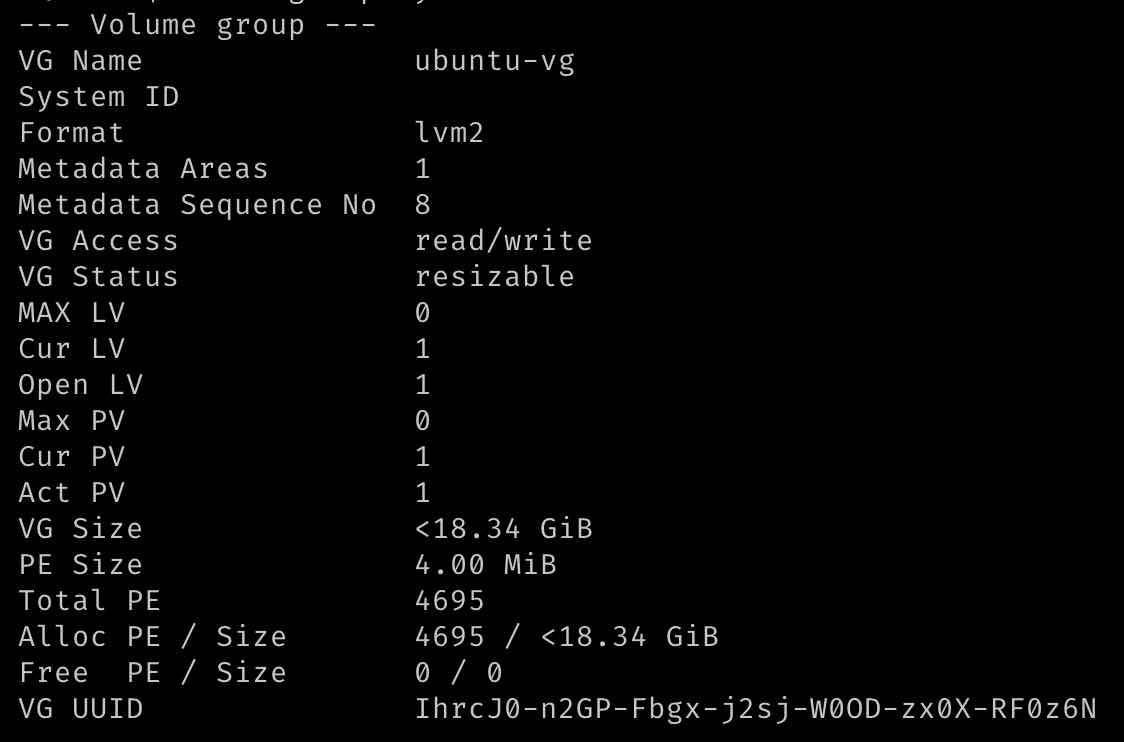 --- Volume group ---
VG Name ubuntu-vg
System ID
Format lvm2
Metadata Areas 1
Metadata Sequence No 8
VG Access read/write
VG Status resizable
MAX LV 0
Cur LV 1
Open LV 1
Max PV 0
Cur PV 1
Act PV 1
VG Size <18.34 GiB
PE Size 4.00 MiB
Total PE 4695
Alloc PE / Size 4695 / <18.34 GiB
Free  PE / Size 0 / 0
VG UUID IhrcJ0-n2GP-Fbgx-j2sj-W0OD-zx0X-RF0z6N